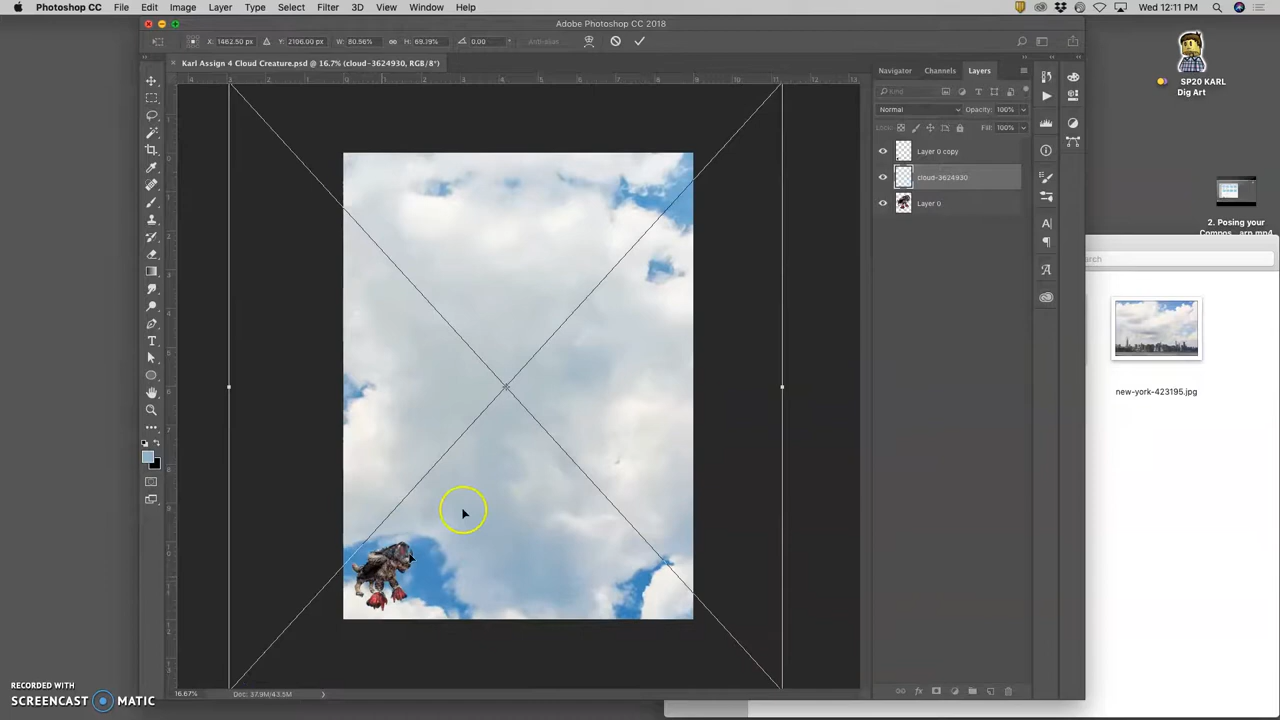 Photoshop CC File Edit Image Layer Type Select Filter 3D View Window Help Wed 12:11 PM
Adobe Photoshop CC 2018
X: 1462.50 px Y: 2106.00 px W: 80.56% H: 0.00
Karl Assign 4 Cloud Creature.psd @ 16.7% (cloud-3624930, RGB/8*)
Navigator Channels Layers
Normal Opacity: 100%
Fill: 100%
Layer 0 copy
cloud-3624930
Layer 0
SP20 KARL
Dig Art
2. Posing your
Compos...arn.mp4
arch
new-york-423195.jpg
16.67% Doc: 37.9M/43.5M
RECORDED WITH
SCREENCAST MATIC